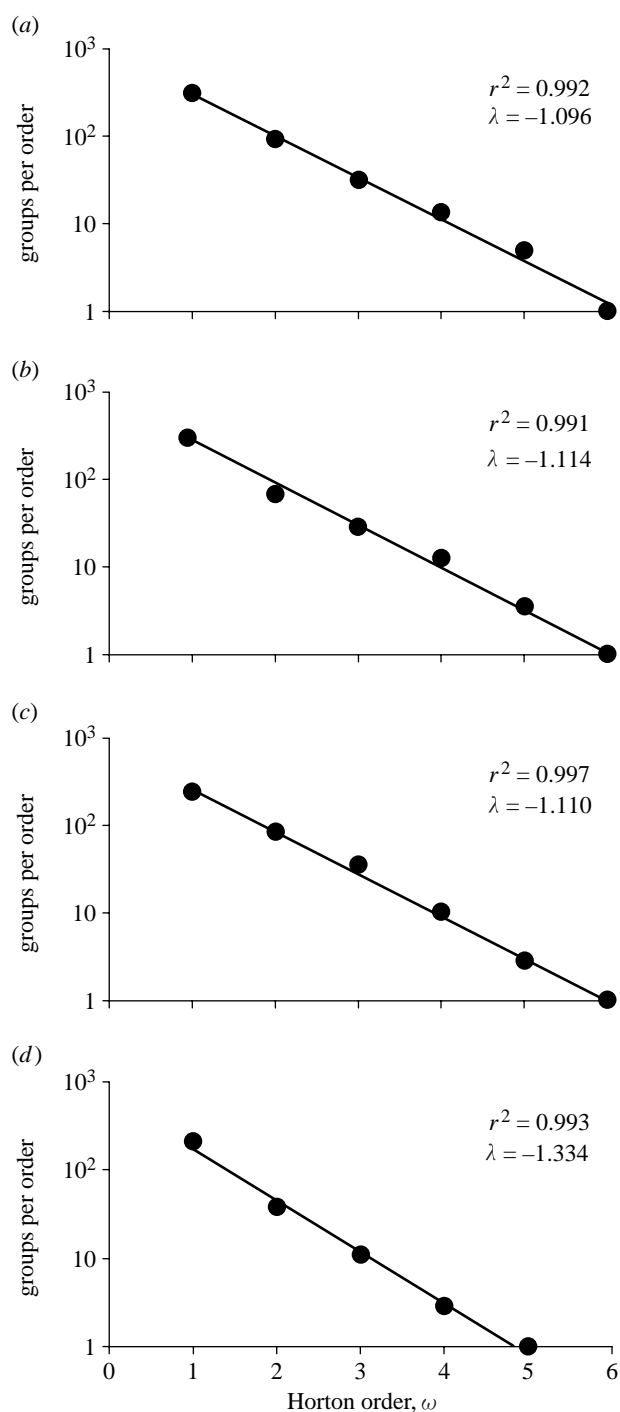 (a)
10³
10²
10
1
groups per order
r² = 0.992
λ = –1.096
(b)
10³
10²
10
1
groups per order
r² = 0.991
λ = –1.114
(c)
10³
10²
10
1
groups per order
r² = 0.997
λ = –1.110
(d)
10³
10²
10
1
groups per order
r² = 0.993
λ = –1.334
0 1 2 3 4 5 6
Horton order, ω